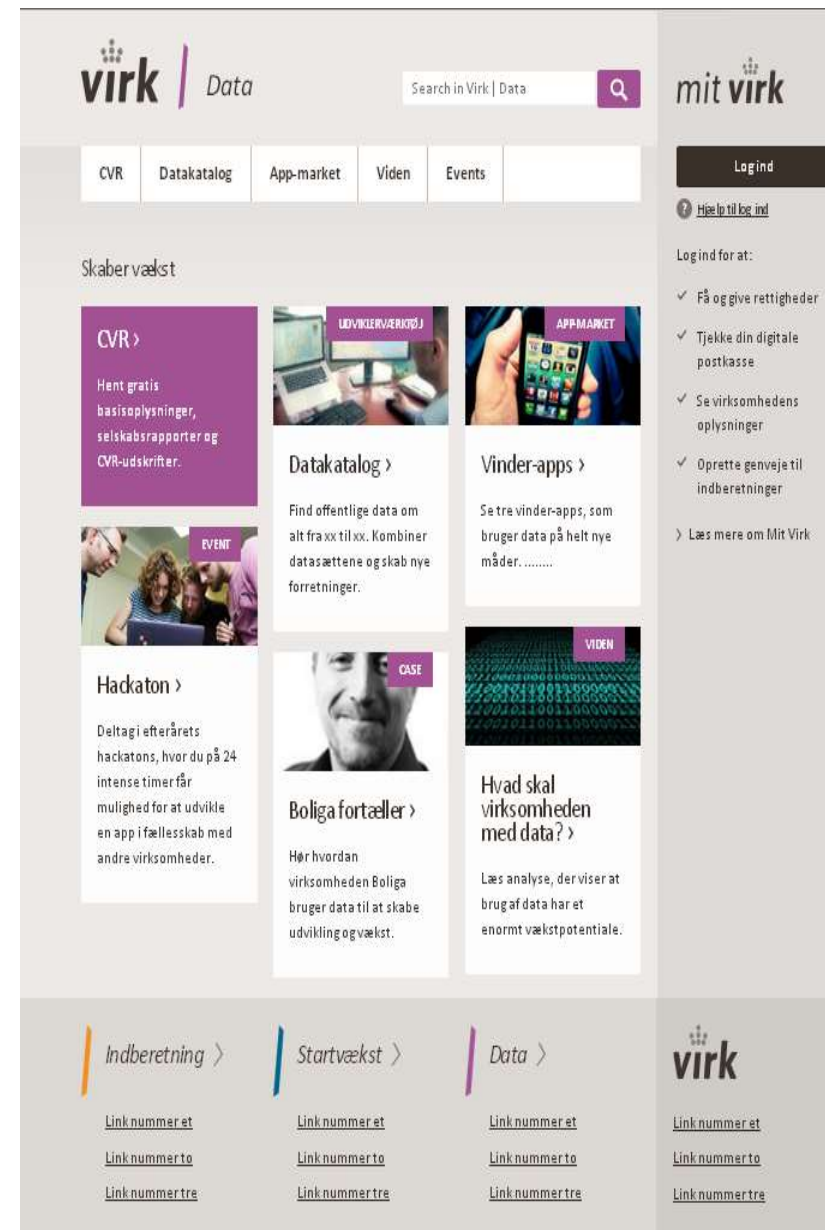 virk
Data
Search in Virk | Data
mit virk
CVR
Datakatalog
App-market
Viden
Events
Log ind
Hjælp til log ind
Log ind for at:
Få og give rettigheder
Tjekke din digitale
postkasse
Se virksomhedens
oplysninger
Oprette genveje til
indberetninger
> Læs mere om Mit Virk
Skaber vækst
CVR >
Hent gratis
basisoplysninger,
selskabsrapporter og
CVR-udskrifter.
UDVIKLERVÆRKTØJ
Datakatalog >
Find offentlige data om
alt fra xx til xx. Kombiner
datasættene og skab nye
forretninger.
APP-MARKET
Vinder-apps >
Se tre vinder-apps, som
bruger data på helt nye
måder. ........
EVENT
Hackaton >
Deltag i efterårets
hackatons, hvor du på 24
intense timer får
mulighed for at udvikle
en app i fællesskab med
andre virksomheder.
CASE
Boliga fortæller >
Hør hvordan
virksomheden Boliga
bruger data til at skabe
udvikling og vækst.
VIDEN
Hvad skal
virksomheden
med data? >
Læs analyse, der viser at
brug af data har et
enormt vækstpotentiale.
Indberetning >
Link nummer et
Link nummer to
Link nummer tre
Startvækst >
Link nummer et
Link nummer to
Link nummer tre
Data >
Link nummer et
Link nummer to
Link nummer tre
virk
Link nummer et
Link nummer to
Link nummer tre